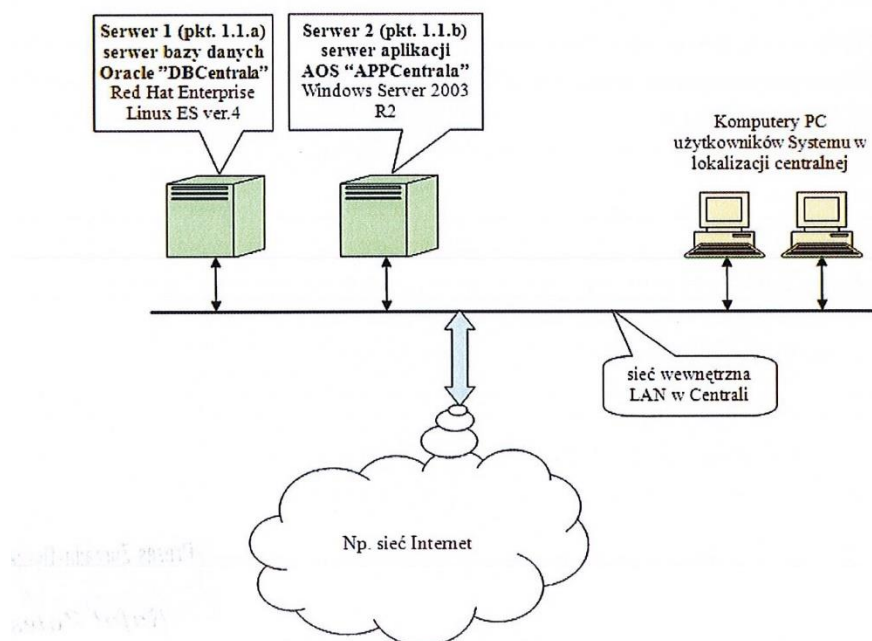 Serwer 1 (pkt. 1.1.a)
serwer bazy danych
Oracle ”DBCentrala”
Red Hat Enterprise
Linux ES ver.4
Serwer 2 (pkt. 1.1.b)
serwer aplikacji
AOS “APPCentrala”
Windows Server 2003
R2
Komputery PC
użytkowników Systemu w
lokalizacji centralnej
sieć wewnętrzna
LAN w Centrali
Np. sieć Internet